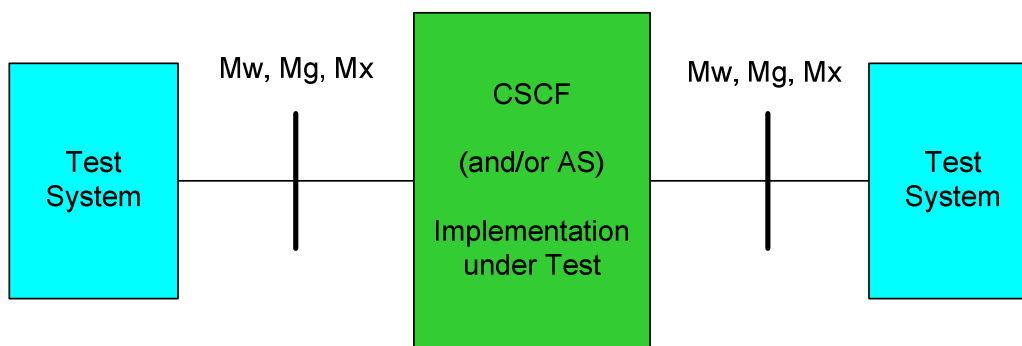 Mw, Mg, Mx
Mw, Mg, Mx
Test
System
CSCF
(and/or AS)
Implementation
under Test
Test
System